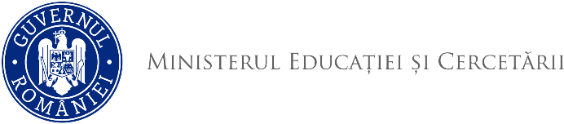 GUVERNUL
ROMÂNIEI
MINISTERUL EDUCAȚIEI ȘI CERCETĂRII